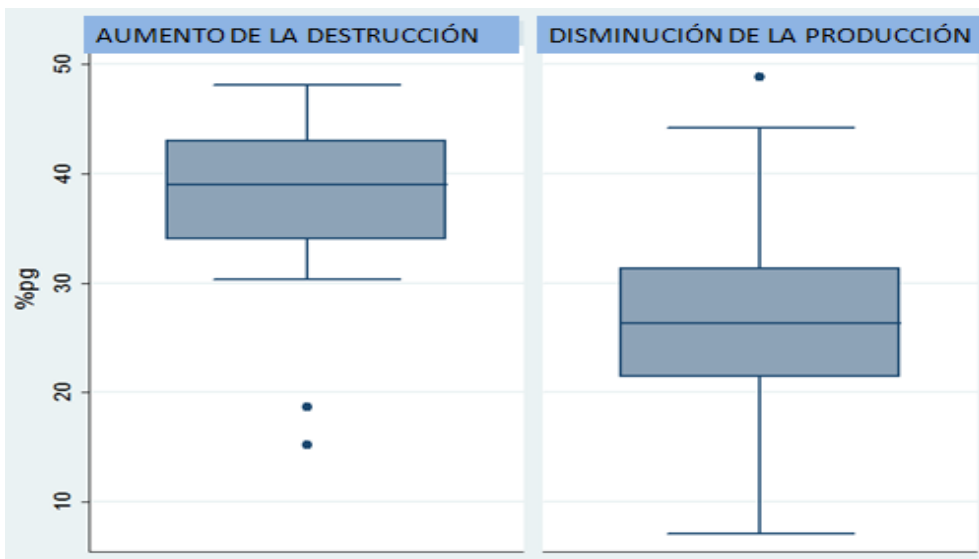 AUMENTO DE LA DESTRUCCIÓN
DISMINUCIÓN DE LA PRODUCCIÓN
50
40
30
20
10
%pg